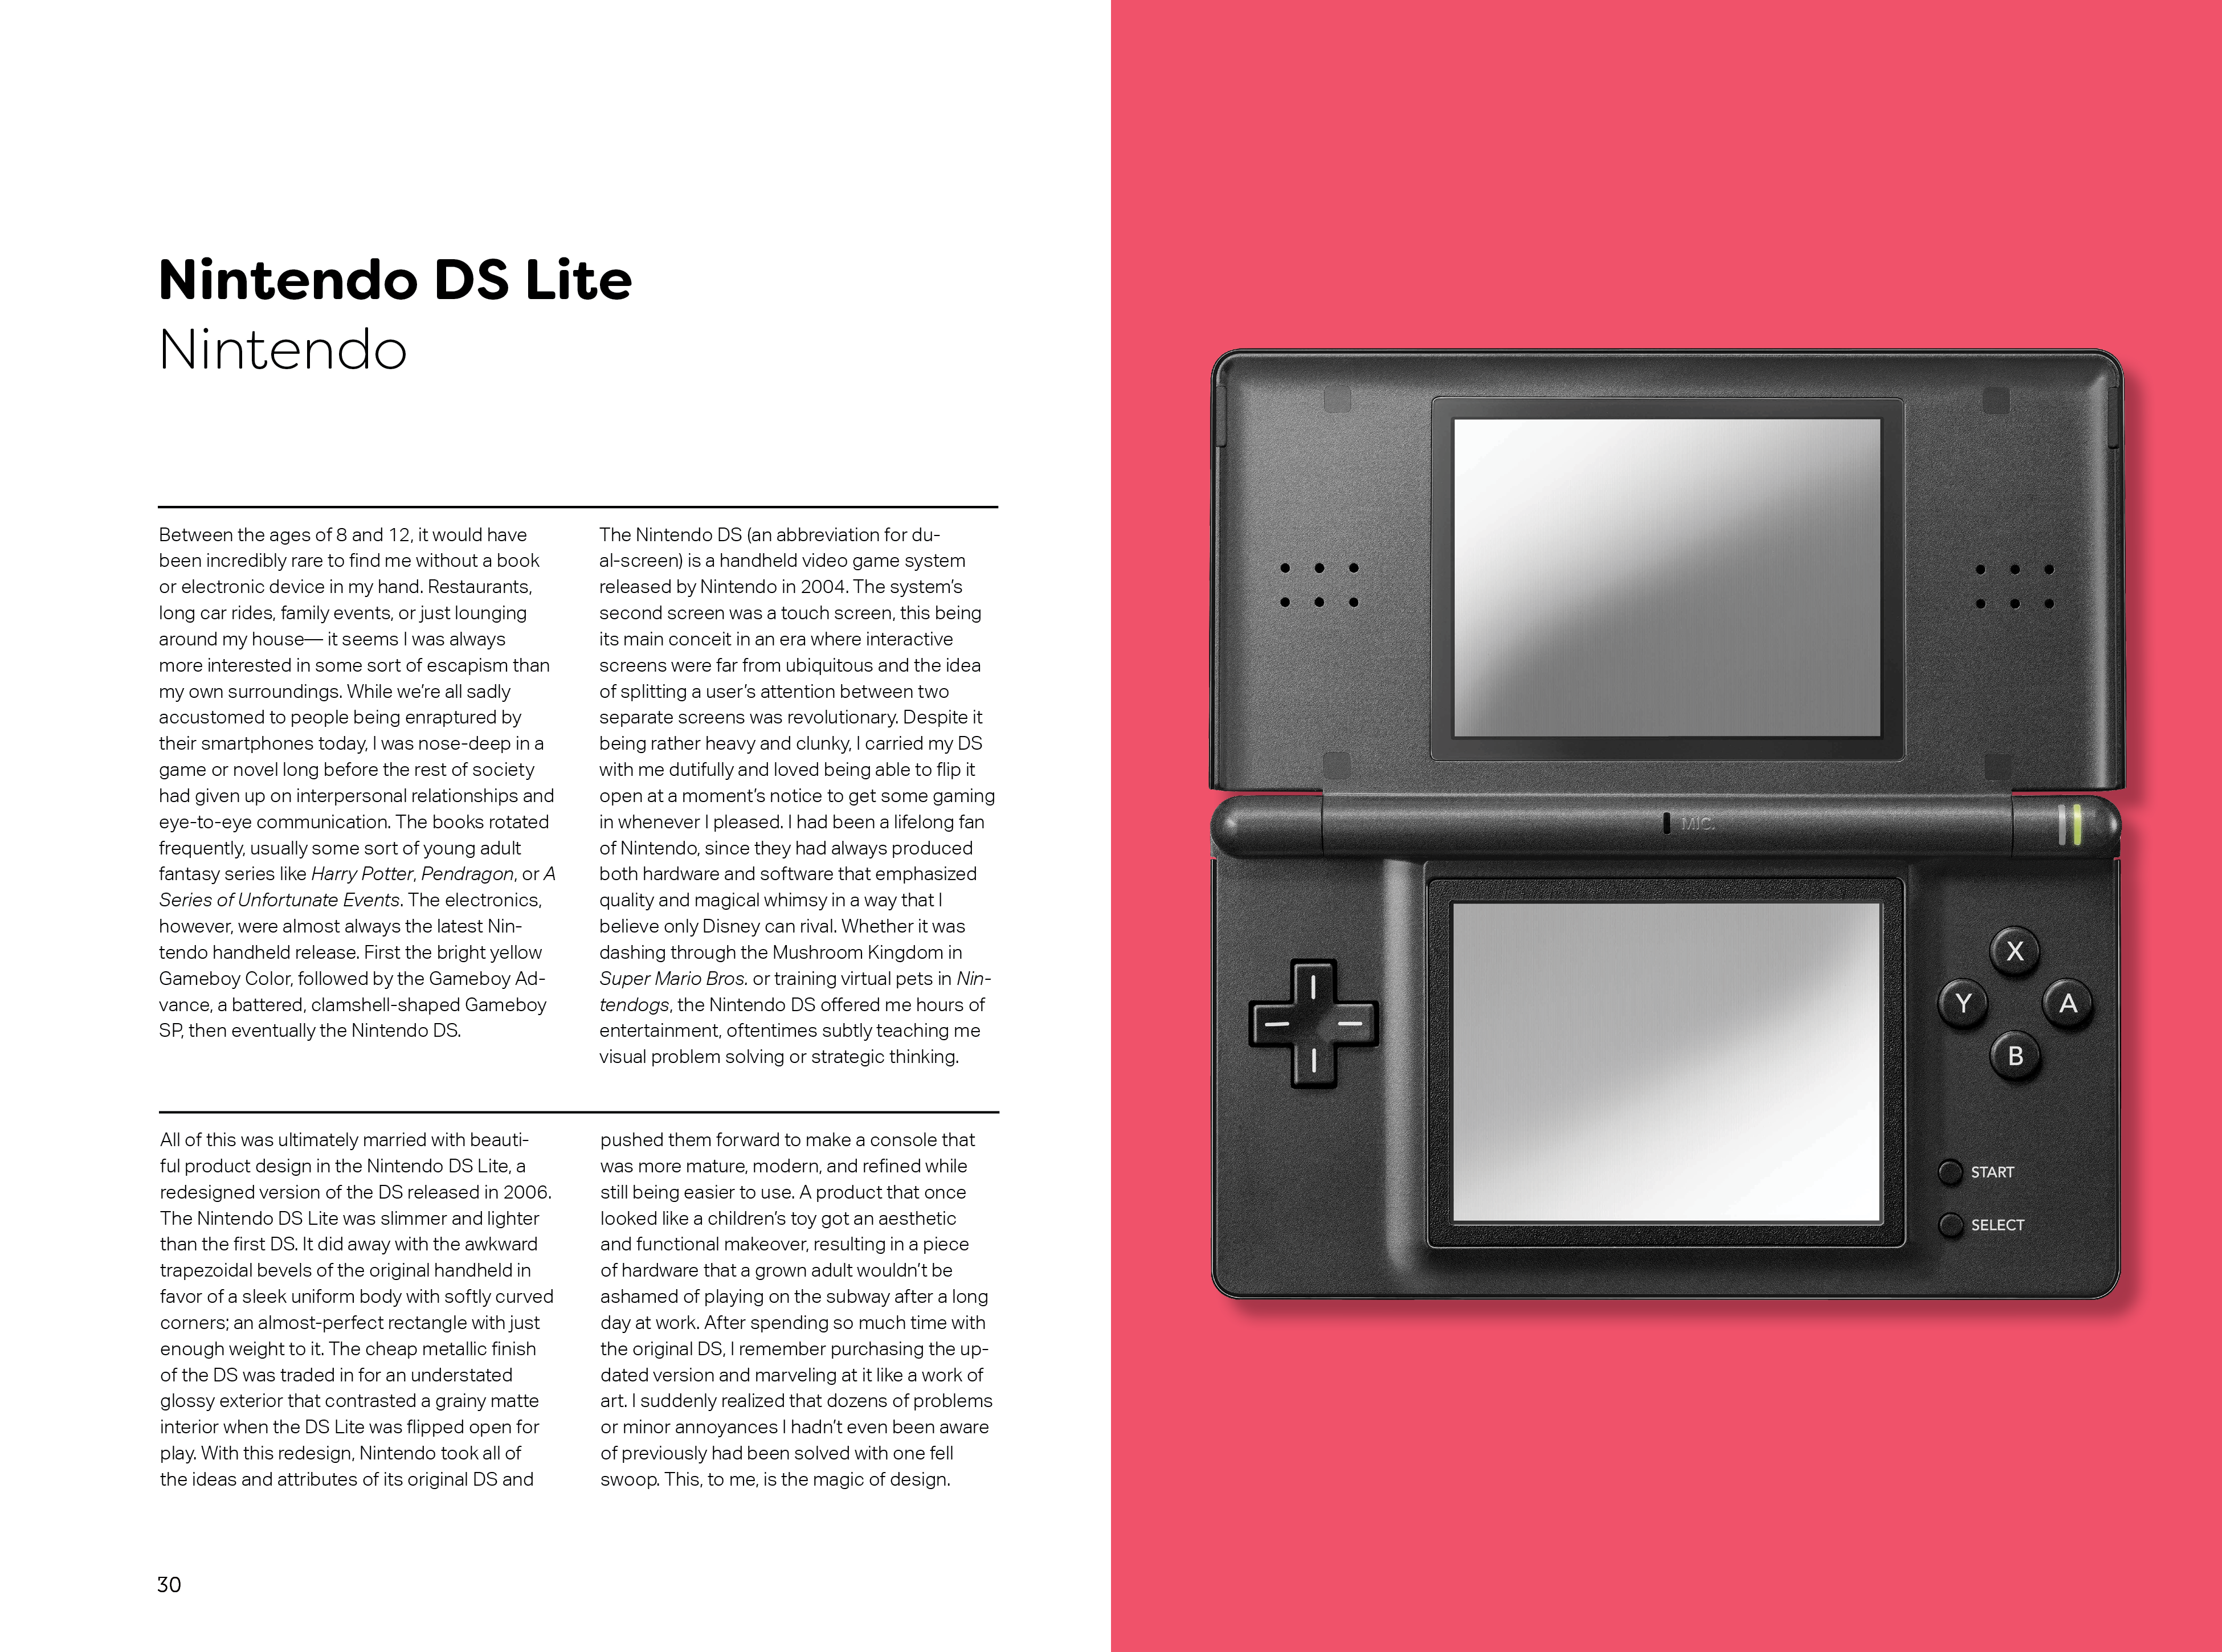 Nintendo DS Lite
Nintendo
Between the ages of 8 and 12, it would have
been incredibly rare to find me without a book
or electronic device in my hand. Restaurants,
long car rides, family events, or just lounging
around my house— it seems I was always
more interested in some sort of escapism than
my own surroundings. While we're all sadly
accustomed to people being enraptured by
their smartphones today, I was nose-deep in a
game or novel long before the rest of society
had given up on interpersonal relationships and
eye-to-eye communication. The books rotated
frequently, usually some sort of young adult
fantasy series like Harry Potter, Pendragon, or A
Series of Unfortunate Events. The electronics,
however, were almost always the latest Nin-
tendo handheld release. First the bright yellow
Gameboy Color, followed by the Gameboy Ad-
vance, a battered, clamshell-shaped Gameboy
SP, then eventually the Nintendo DS.
The Nintendo DS (an abbreviation for du-
al-screen) is a handheld video game system
released by Nintendo in 2004. The system's
second screen was a touch screen, this being
its main conceit in an era where interactive
screens were far from ubiquitous and the idea
of splitting a user's attention between two
separate screens was revolutionary. Despite it
being rather heavy and clunky, I carried my DS
with me dutifully and loved being able to flip it
open at a moment's notice to get some gaming
in whenever I pleased. I had been a lifelong fan
of Nintendo, since they had always produced
both hardware and software that emphasized
quality and magical whimsy in a way that I
believe only Disney can rival. Whether it was
dashing through the Mushroom Kingdom in
Super Mario Bros. or training virtual pets in Nin-
tendogs, the Nintendo DS offered me hours of
entertainment, oftentimes subtly teaching me
visual problem solving or strategic thinking.
All of this was ultimately married with beauti-
ful product design in the Nintendo DS Lite, a
redesigned version of the DS released in 2006.
The Nintendo DS Lite was slimmer and lighter
than the first DS. It did away with the awkward
trapezoidal bevels of the original handheld in
favor of a sleek uniform body with softly curved
corners; an almost-perfect rectangle with just
enough weight to it. The cheap metallic finish
of the DS was traded in for an understated
glossy exterior that contrasted a grainy matte
interior when the DS Lite was flipped open for
play. With this redesign, Nintendo took all of
the ideas and attributes of its original DS and
pushed them forward to make a console that
was more mature, modern, and refined while
still being easier to use. A product that once
looked like a children's toy got an aesthetic
and functional makeover, resulting in a piece
of hardware that a grown adult wouldn't be
ashamed of playing on the subway after a long
day at work. After spending so much time with
the original DS, I remember purchasing the up-
dated version and marveling at it like a work of
art. I suddenly realized that dozens of problems
or minor annoyances I hadn't even been aware
of previously had been solved with one fell
swoop. This, to me, is the magic of design.
30
MIC.
X
Y
A
B
START
SELECT